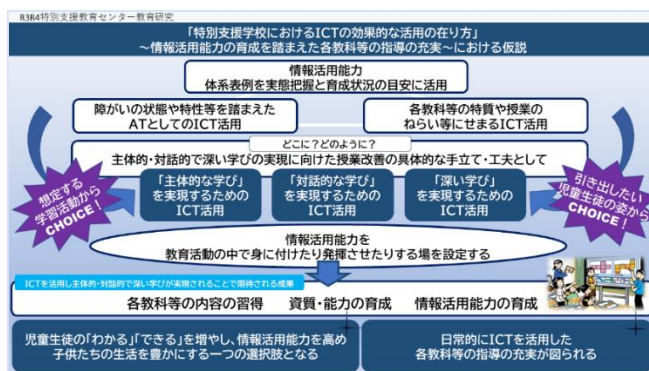 R3R4特別支援教育センター教育研究
「特別支援学校におけるICTの効果的な活用の在り方」
～情報活用能力の育成を踏まえた各教科等の指導の充実～における仮説
情報活用能力
体系表例を実態把握と育成状況の目安に活用
障がいの状態や特性等を踏まえた
ATとしてのICT活用
各教科等の特質や授業の
ねらい等にせまるICT活用
どこに？どのように？
主体的・対話的で深い学びの実現に向けた授業改善の具体的な手立て・工夫として
想定する
学習活動から
CHOICE！
「主体的な学び」
を実現するための
ICT活用
「対話的な学び」
を実現するための
ICT活用
「深い学び」
を実現するための
ICT活用
引き出したい
児童生徒の姿から
CHOICE！
情報活用能力を
教育活動の中で身に付けたり発揮させたりする場を設定する
ICTを活用し主体的・対話的で深い学びが実現されることで期待される成果
各教科等の内容の習得 資質・能力の育成 情報活用能力の育成
児童生徒の「わかる」「できる」を増やし、情報活用能力を高め
子供たちの生活を豊かにする一つの選択肢となる
日常的にICTを活用した
各教科等の指導の充実が図られる